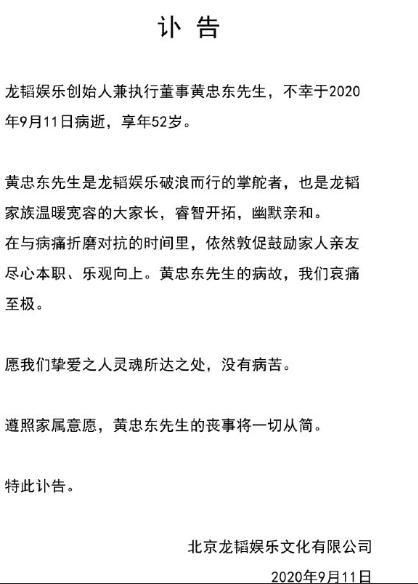 讣 告
龙韬娱乐创始人兼执行董事黄忠东先生，不幸于2020
年9月11日病逝，享年52岁。
黄忠东先生是龙韬娱乐破浪而行的掌舵者，也是龙韬
家族温暖宽容的大家长，睿智开拓，幽默亲和。
在与病痛折磨对抗的时间里，依然敦促鼓励家人亲友
尽心本职、乐观向上。黄忠东先生的病故，我们哀痛
至极。
愿我们挚爱之人灵魂所达之处，没有病苦。
遵照家属意愿，黄忠东先生的丧事将一切从简。
特此讣告。
北京龙韬娱乐文化有限公司
2020年9月11日